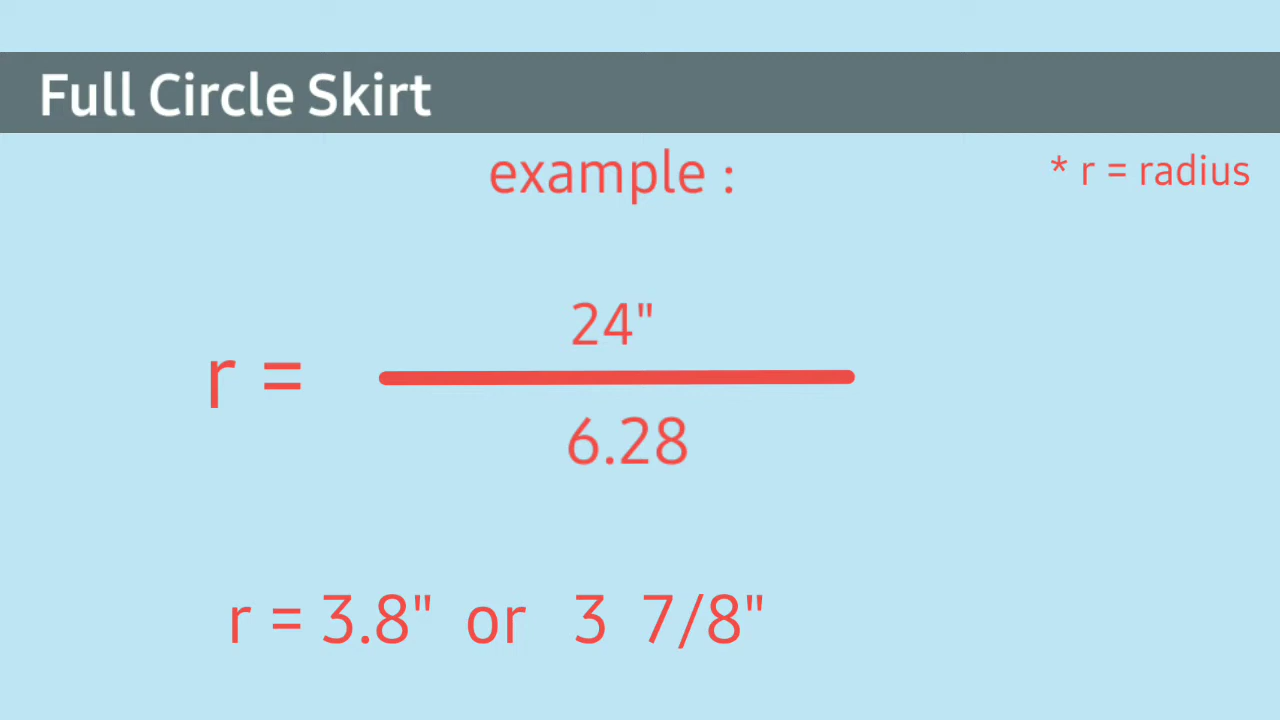 Full Circle Skirt
example :
* r = radius
24"
r =
6.28
r = 3.8" or 3 7/8"